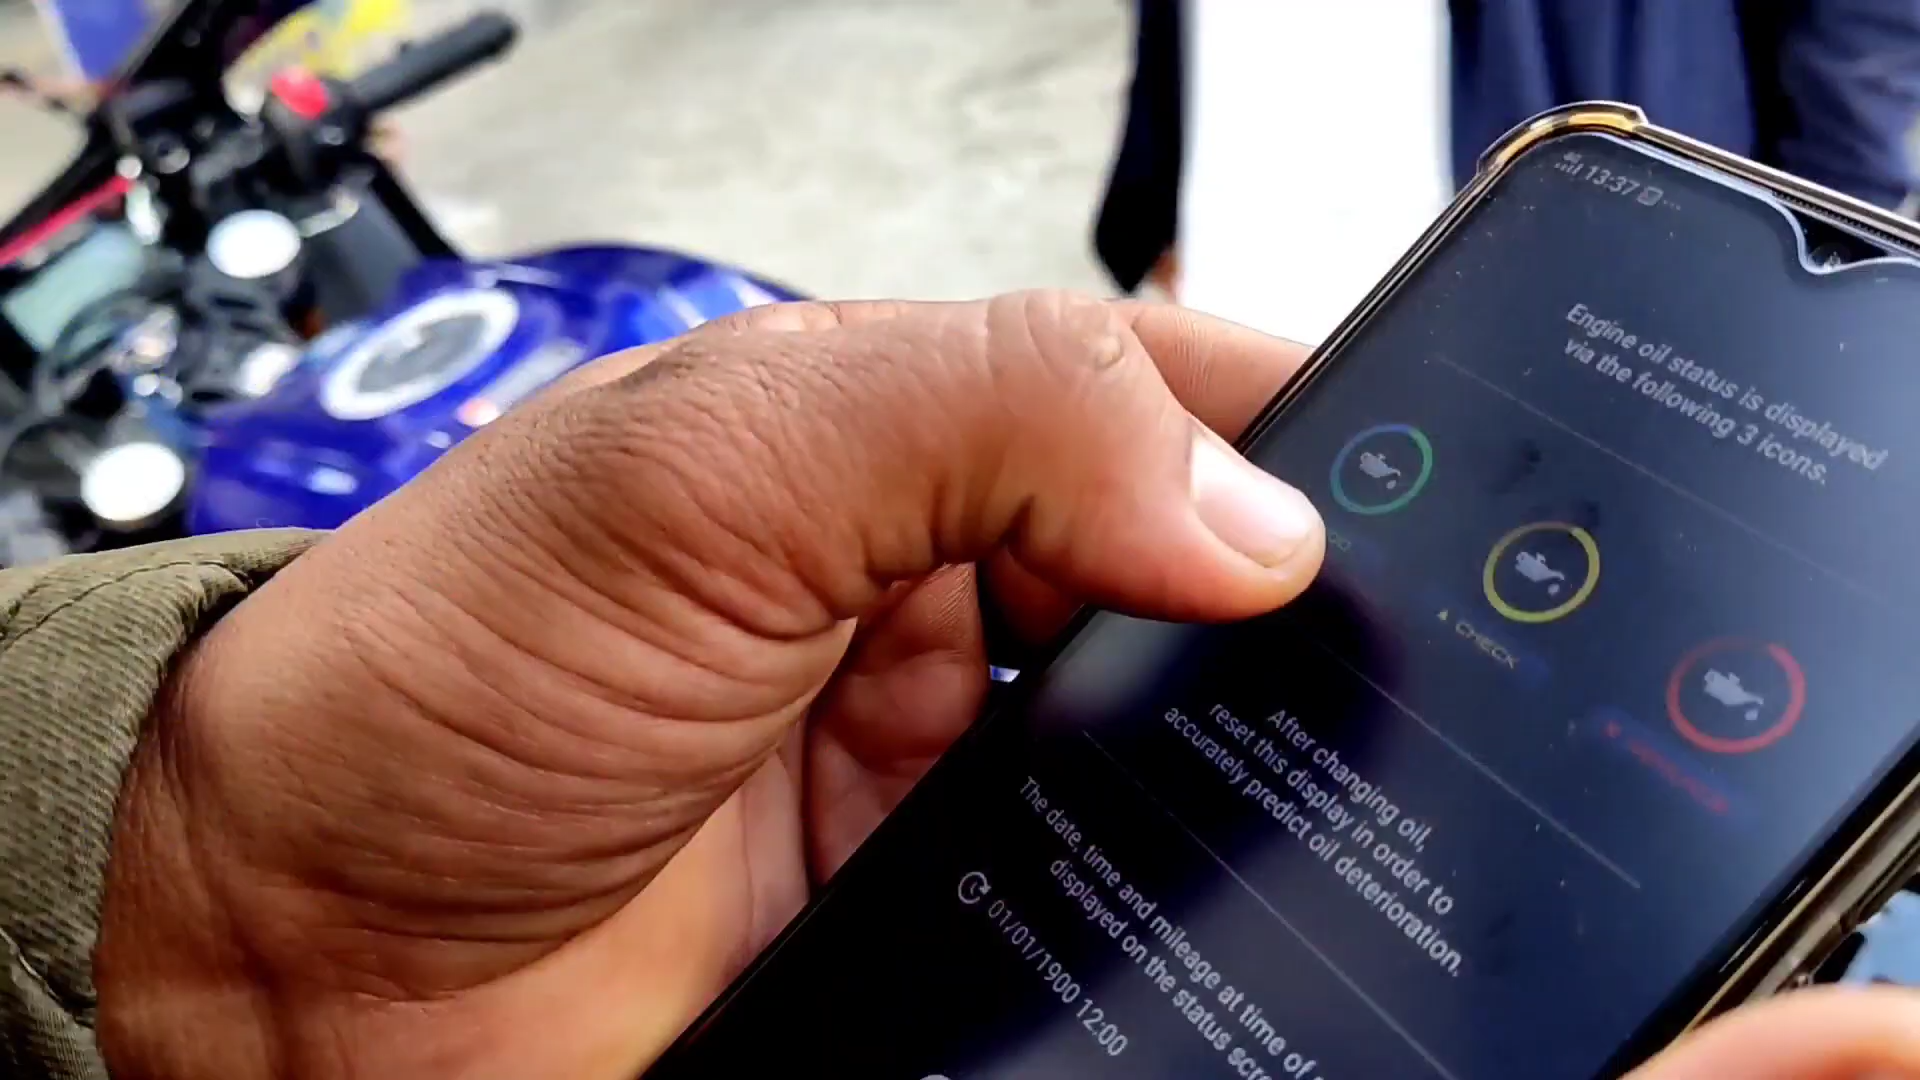 13:37
Engine oil status is displayed
via the following 3 icons.
▲ CHECK
After changing oil,
reset this display in order to
accurately predict oil deterioration.
The date, time and mileage at time of
displayed on the status
01/01/1900 12:00